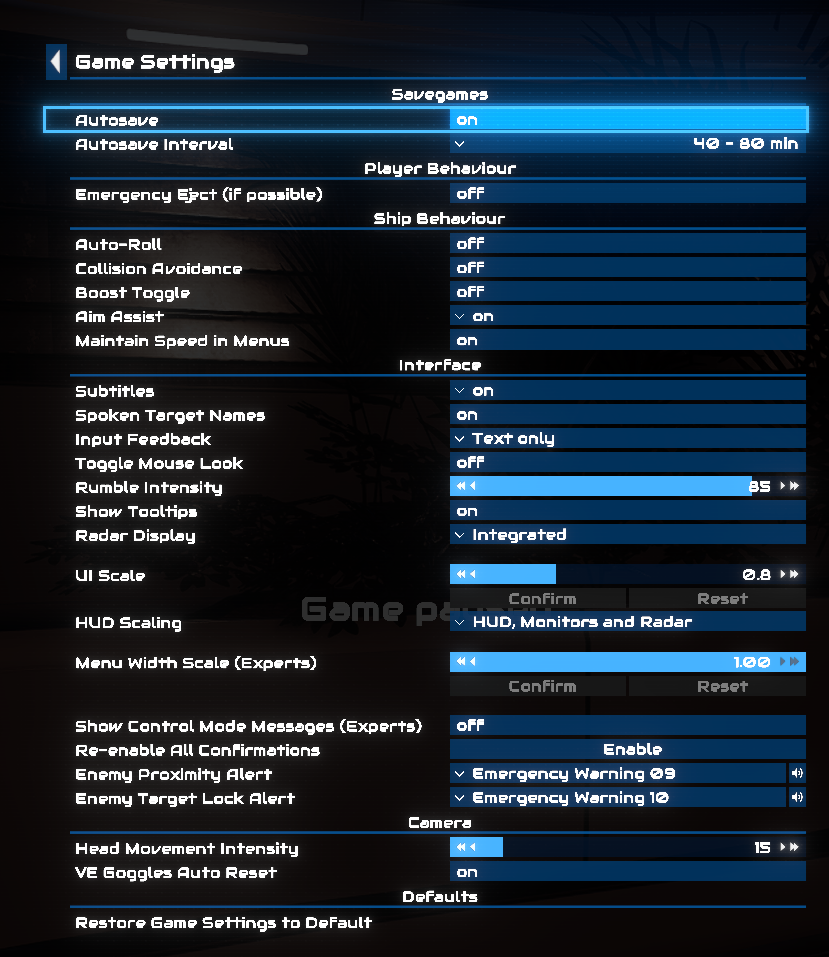 Game Settings
Savegames
Autosave on
Autosave Interval 40 - 80 min
Player Behaviour
Emergency Eject (if possible) off
Ship Behaviour
Auto-Roll off
Collision Avoidance off
Boost Toggle off
Aim Assist on
Maintain Speed in Menus on
Interface
Subtitles on
Spoken Target Names on
Input Feedback Text only
Toggle Mouse Look off
Rumble Intensity 85
Show Tooltips on
Radar Display Integrated
UI Scale 0.8
Confirm Reset
Game paused
HUD Scaling HUD, Monitors and Radar
Menu Width Scale (Experts) 1.00
Confirm Reset
Show Control Mode Messages (Experts) off
Re-enable All Confirmations Enable
Enemy Proximity Alert Emergency Warning 09
Enemy Target Lock Alert Emergency Warning 10
Camera
Head Movement Intensity 15
VE Goggles Auto Reset on
Defaults
Restore Game Settings to Default